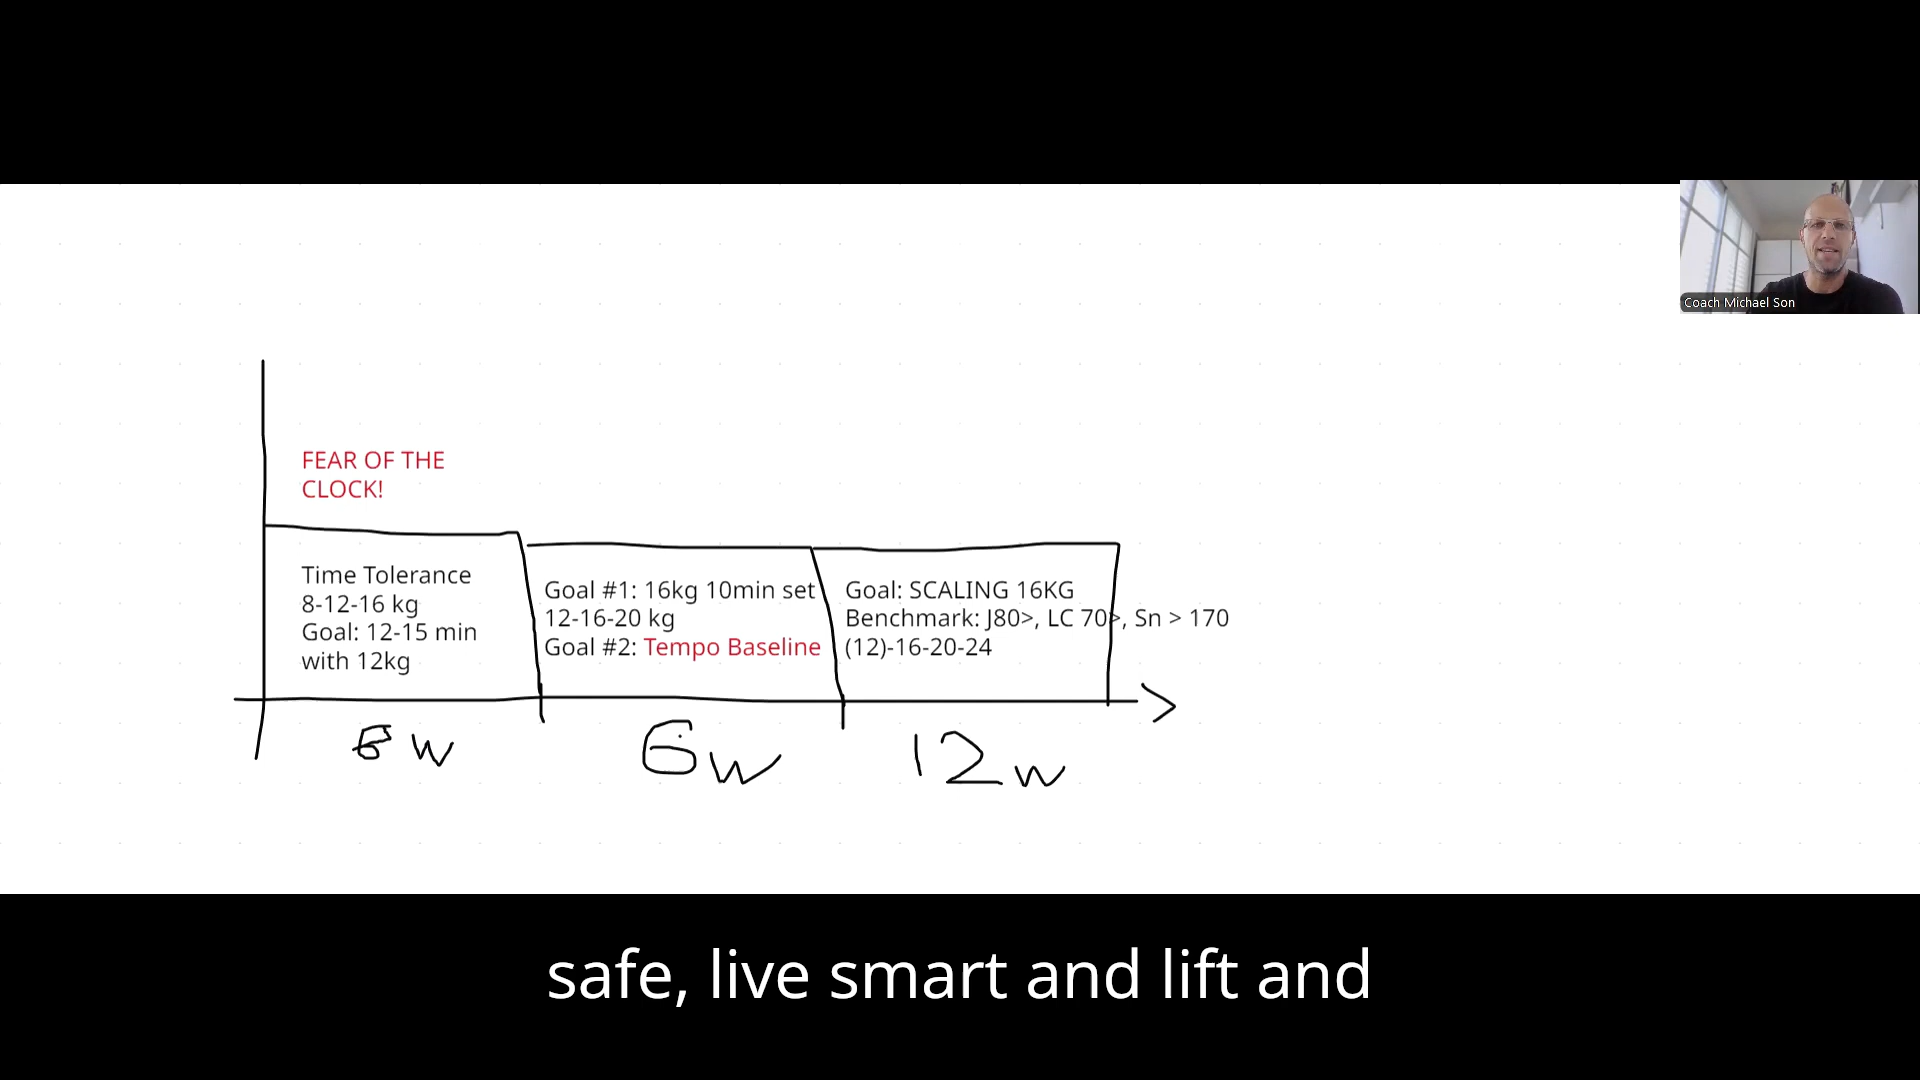 Coach Michael Son
FEAR OF THE
CLOCK!
Time Tolerance
8-12-16 kg
Goal: 12-15 min
with 12kg
Goal #1: 16kg 10min set
12-16-20 kg
Goal #2: Tempo Baseline
Goal: SCALING 16KG
Benchmark: J80>, LC 70>, Sn > 170
(12)-16-20-24
w
6w
12w
safe, live smart and lift and